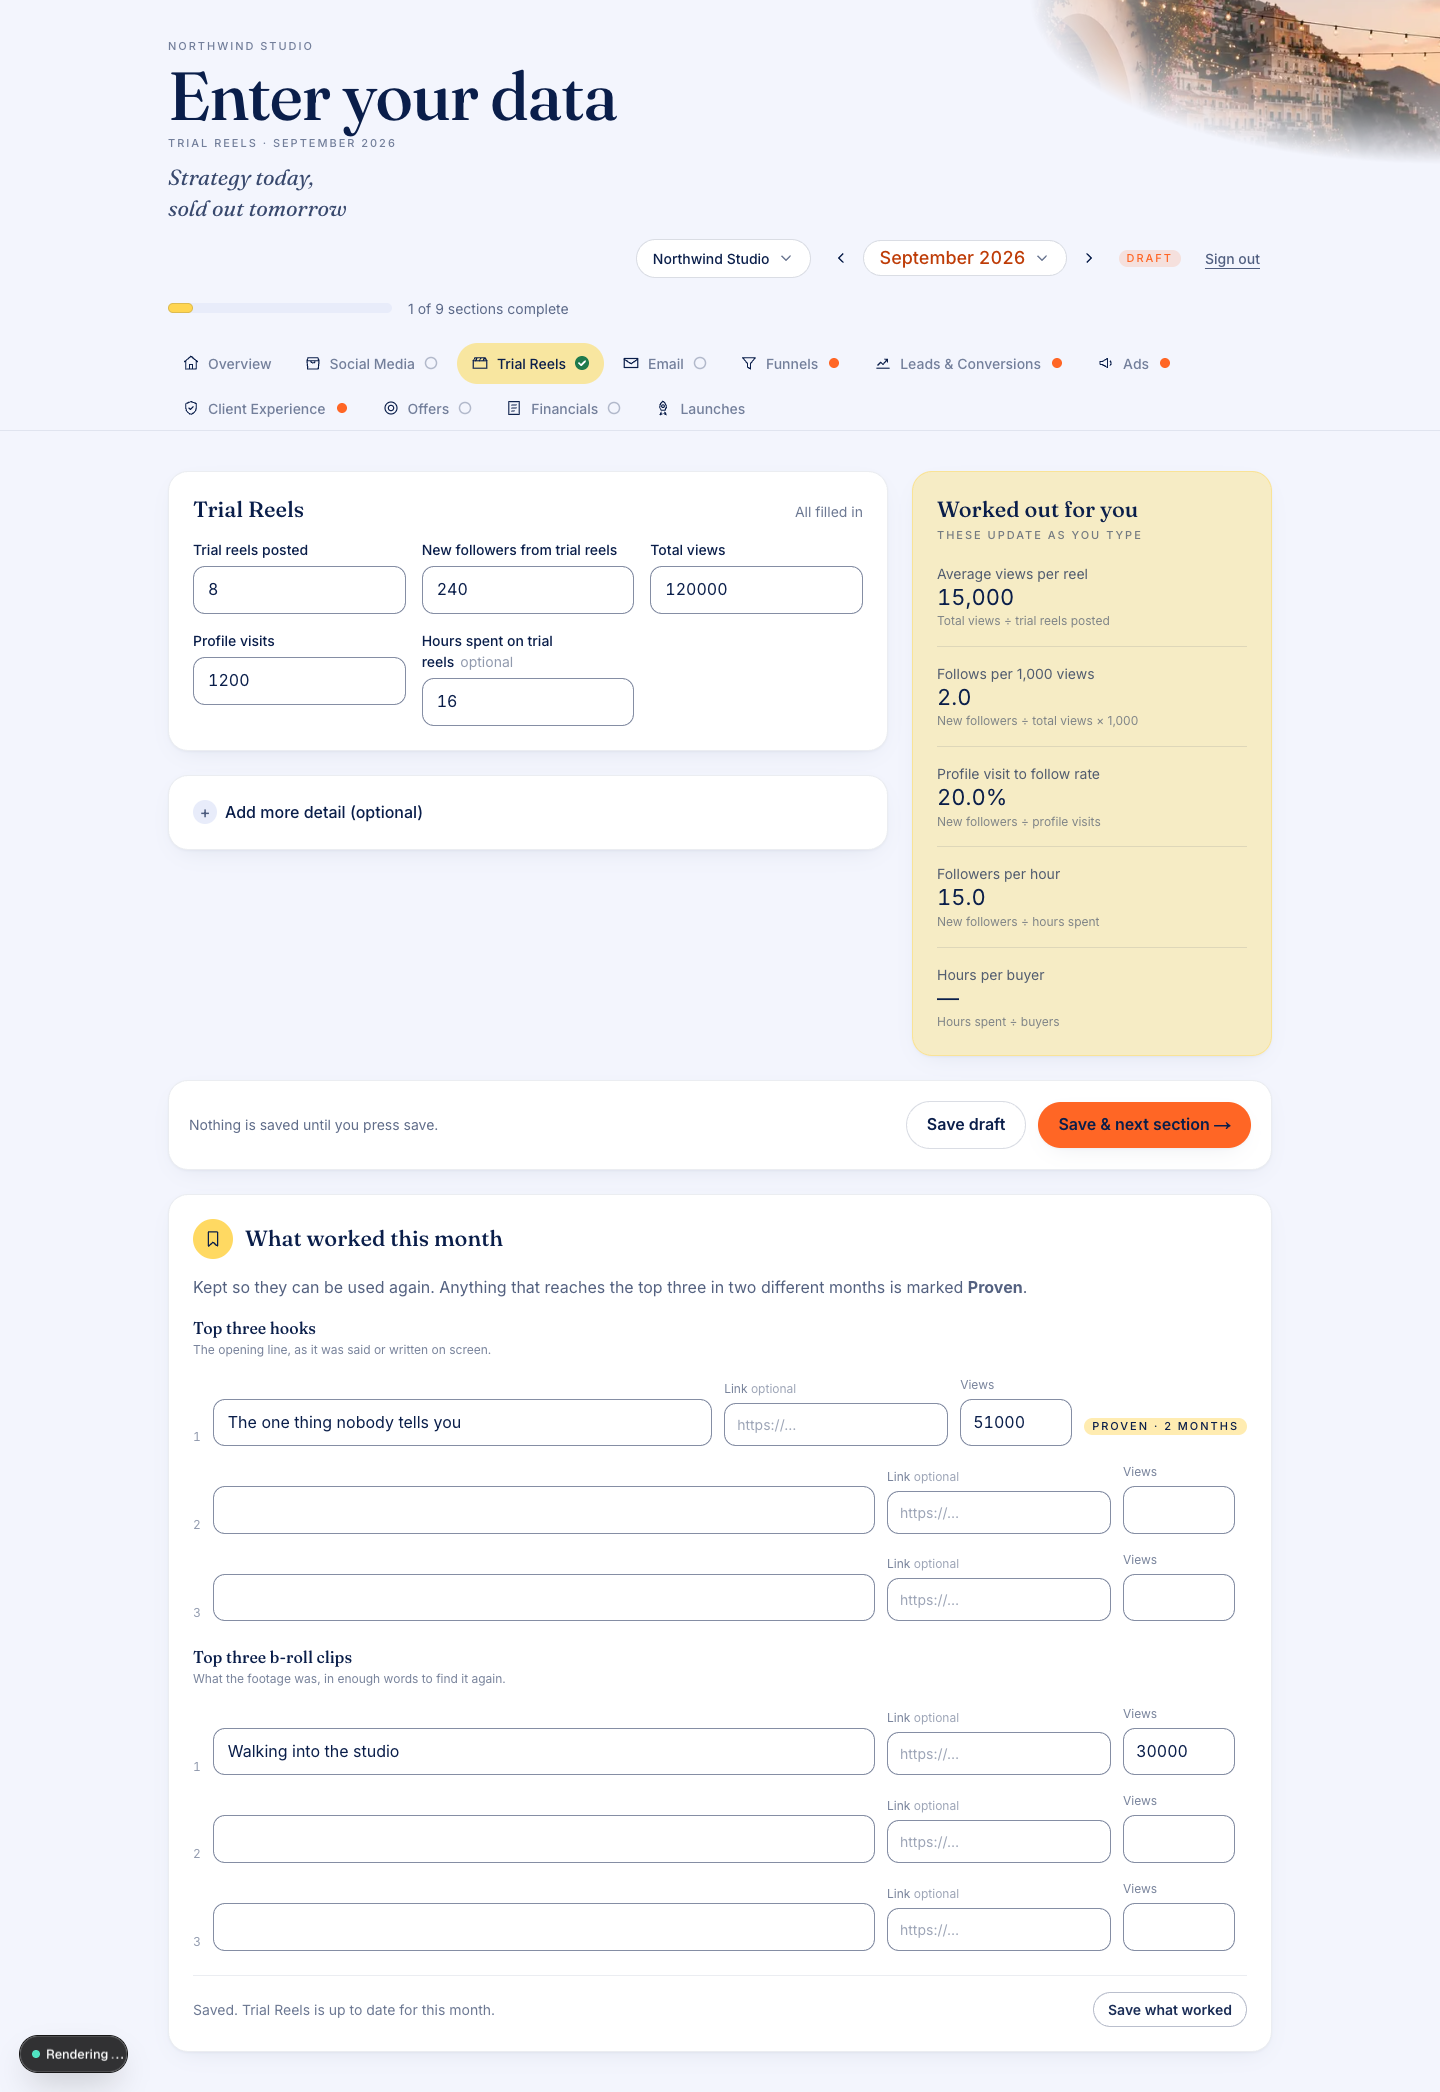 NORTHWIND STUDIO
Enter your data
TRIAL REELS · SEPTEMBER 2026
Strategy today,
sold out tomorrow
Northwind Studio
September 2026
DRAFT
Sign out
1 of 9 sections complete
Overview
Social Media
Trial Reels
Email
Funnels
Leads & Conversions
Ads
Client Experience
Offers
Financials
Launches
Trial Reels
All filled in
Trial reels posted
New followers from trial reels
Total views
8
240
120000
Profile visits
Hours spent on trial
reels optional
1200
16
+ Add more detail (optional)
Worked out for you
THESE UPDATE AS YOU TYPE
Average views per reel
15,000
Total views ÷ trial reels posted
Follows per 1,000 views
2.0
New followers ÷ total views × 1,000
Profile visit to follow rate
20.0%
New followers ÷ profile visits
Followers per hour
15.0
New followers ÷ hours spent
Hours per buyer
—
Hours spent ÷ buyers
Nothing is saved until you press save.
Save draft
Save & next section →
What worked this month
Kept so they can be used again. Anything that reaches the top three in two different months is marked Proven.
Top three hooks
The opening line, as it was said or written on screen.
Link optional
Views
1
The one thing nobody tells you
https://...
51000
PROVEN · 2 MONTHS
Link optional
Views
2
https://...
Link optional
Views
3
https://...
Top three b-roll clips
What the footage was, in enough words to find it again.
Link optional
Views
1
Walking into the studio
https://...
30000
Link optional
Views
2
https://...
Link optional
Views
3
https://...
Saved. Trial Reels is up to date for this month.
Save what worked
Rendering ...